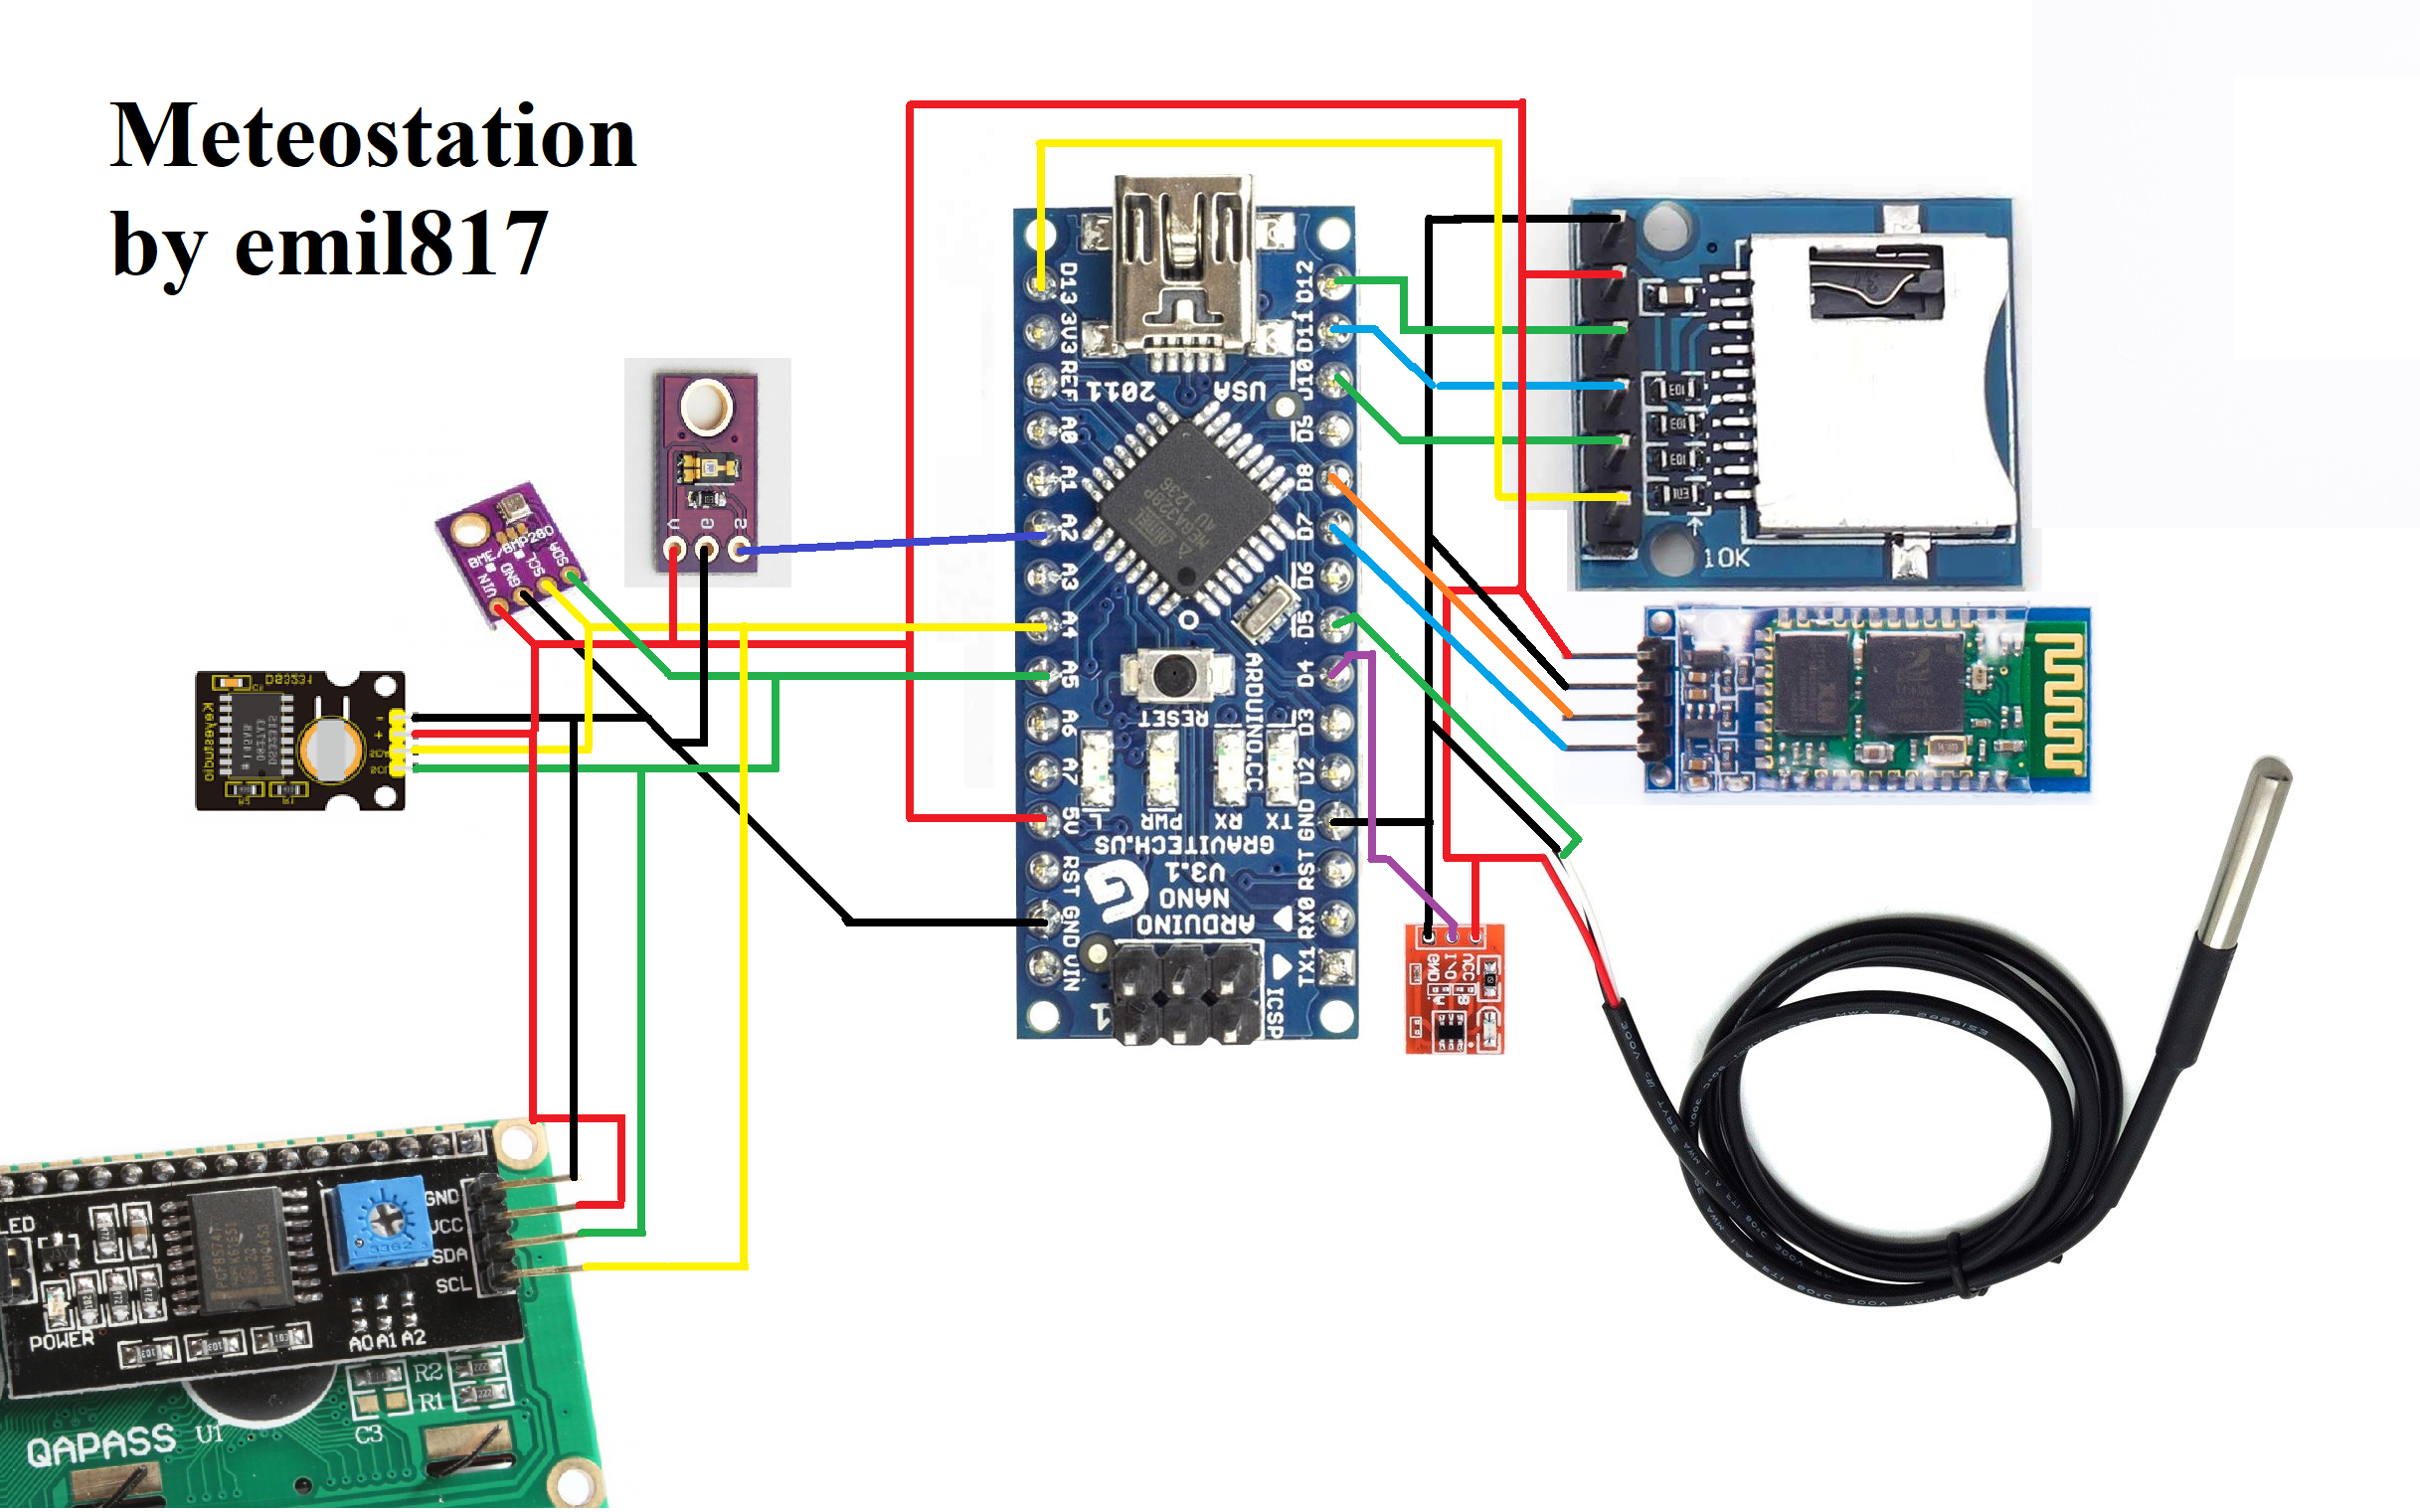 Meteostation
by emil817
D13
3V3
REF
A0
A1
A2
A3
A4
A5
A6
A7
5V
RST
GND
VIN
D12
D11
D10
D9
D8
D7
D6
D5
D4
D3
D2
GND
RST
RX0
TX1
2011
USA
RESET
ARDUINO.CC
L
PWR
RX
TX
GRAVITECH.US
V3.1
NANO
ARDUINO
ICSP
1
10K
V
G
S
BME/BMP280
VIN
GND
SCL
SDA
DS3231
Keyestudio
R2
R1
GND
I/O
VCC
A
B
LED
GND
VCC
SDA
SCL
POWER
A0 A1 A2
R2
R1
C3
U1
QAPASS